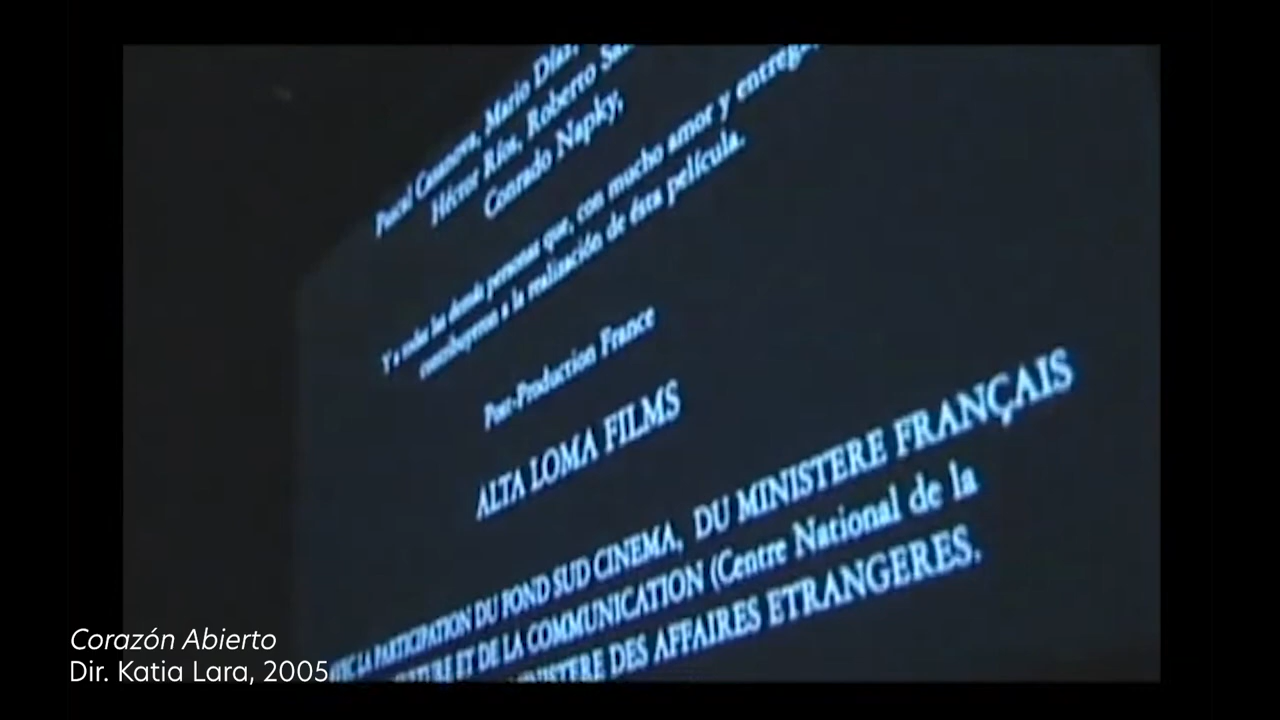 Pascal Casanova, Mario Díaz,
Héctor Ríos, Roberto
Conrado Napky,
Y a todas las demás personas que, con mucho amor y entrega,
contribuyeron a la realización de ésta película.
Post-Production France
ALTA LOMA FILMS
LA PARTICIPATION DU FOND SUD CINEMA, DU MINISTERE FRANÇAIS
ET DE LA COMMUNICATION (Centre National de la
DES AFFAIRES ETRANGERES.
Corazón Abierto
Dir. Katia Lara, 2005